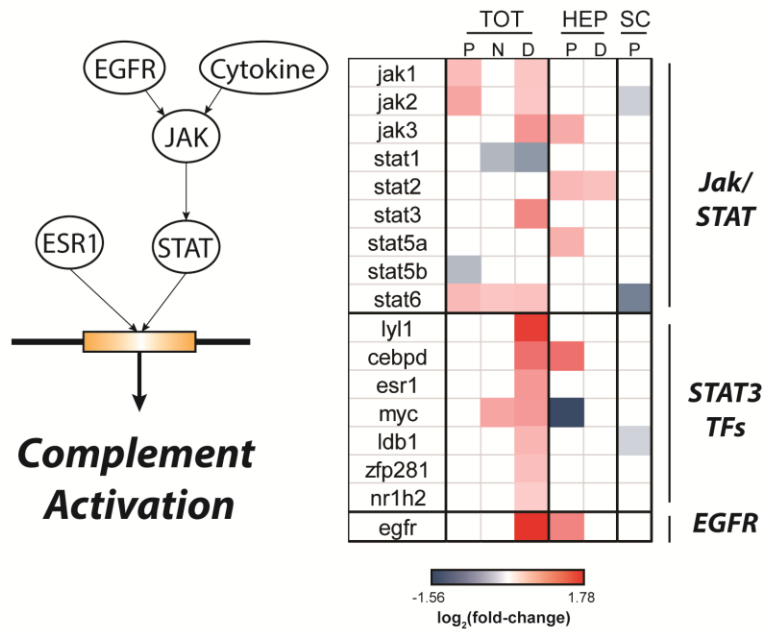 EGFR
Cytokine
JAK
ESR1
STAT
Complement
Activation
TOT HEP SC
P N D P D P
jak1
jak2
jak3
stat1
stat2
stat3
stat5a
stat5b
stat6
Jak/
STAT
lyl1
cebpd
esr1
myc
ldb1
zfp281
nr1h2
STAT3
TFs
egfr
EGFR
-1.56 1.78
log₂(fold-change)